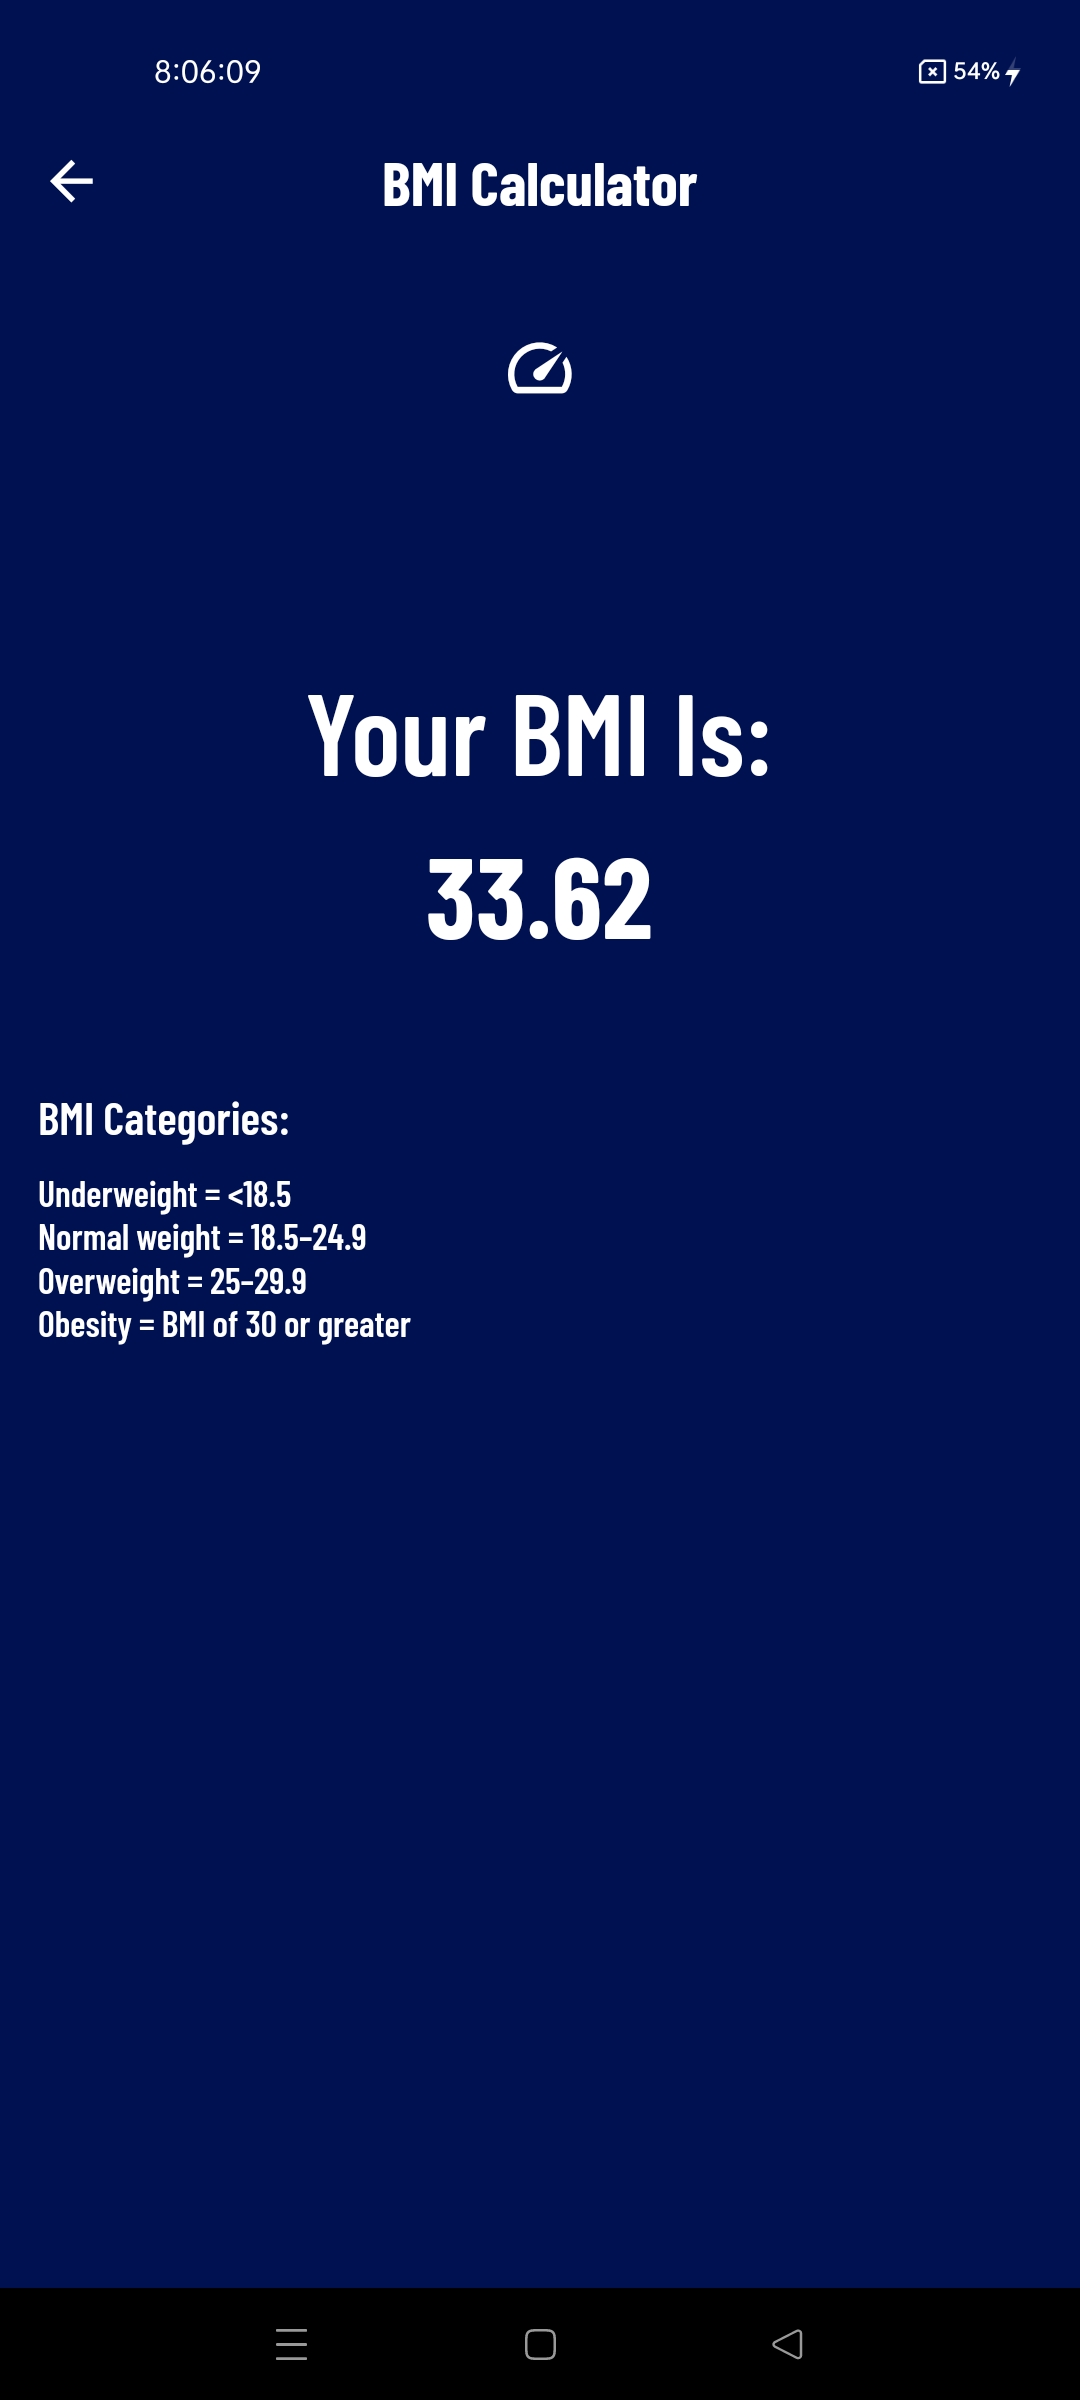 8:06:09
54%
BMI Calculator
Your BMI Is:
33.62
BMI Categories:
Underweight = <18.5
Normal weight = 18.5–24.9
Overweight = 25–29.9
Obesity = BMI of 30 or greater